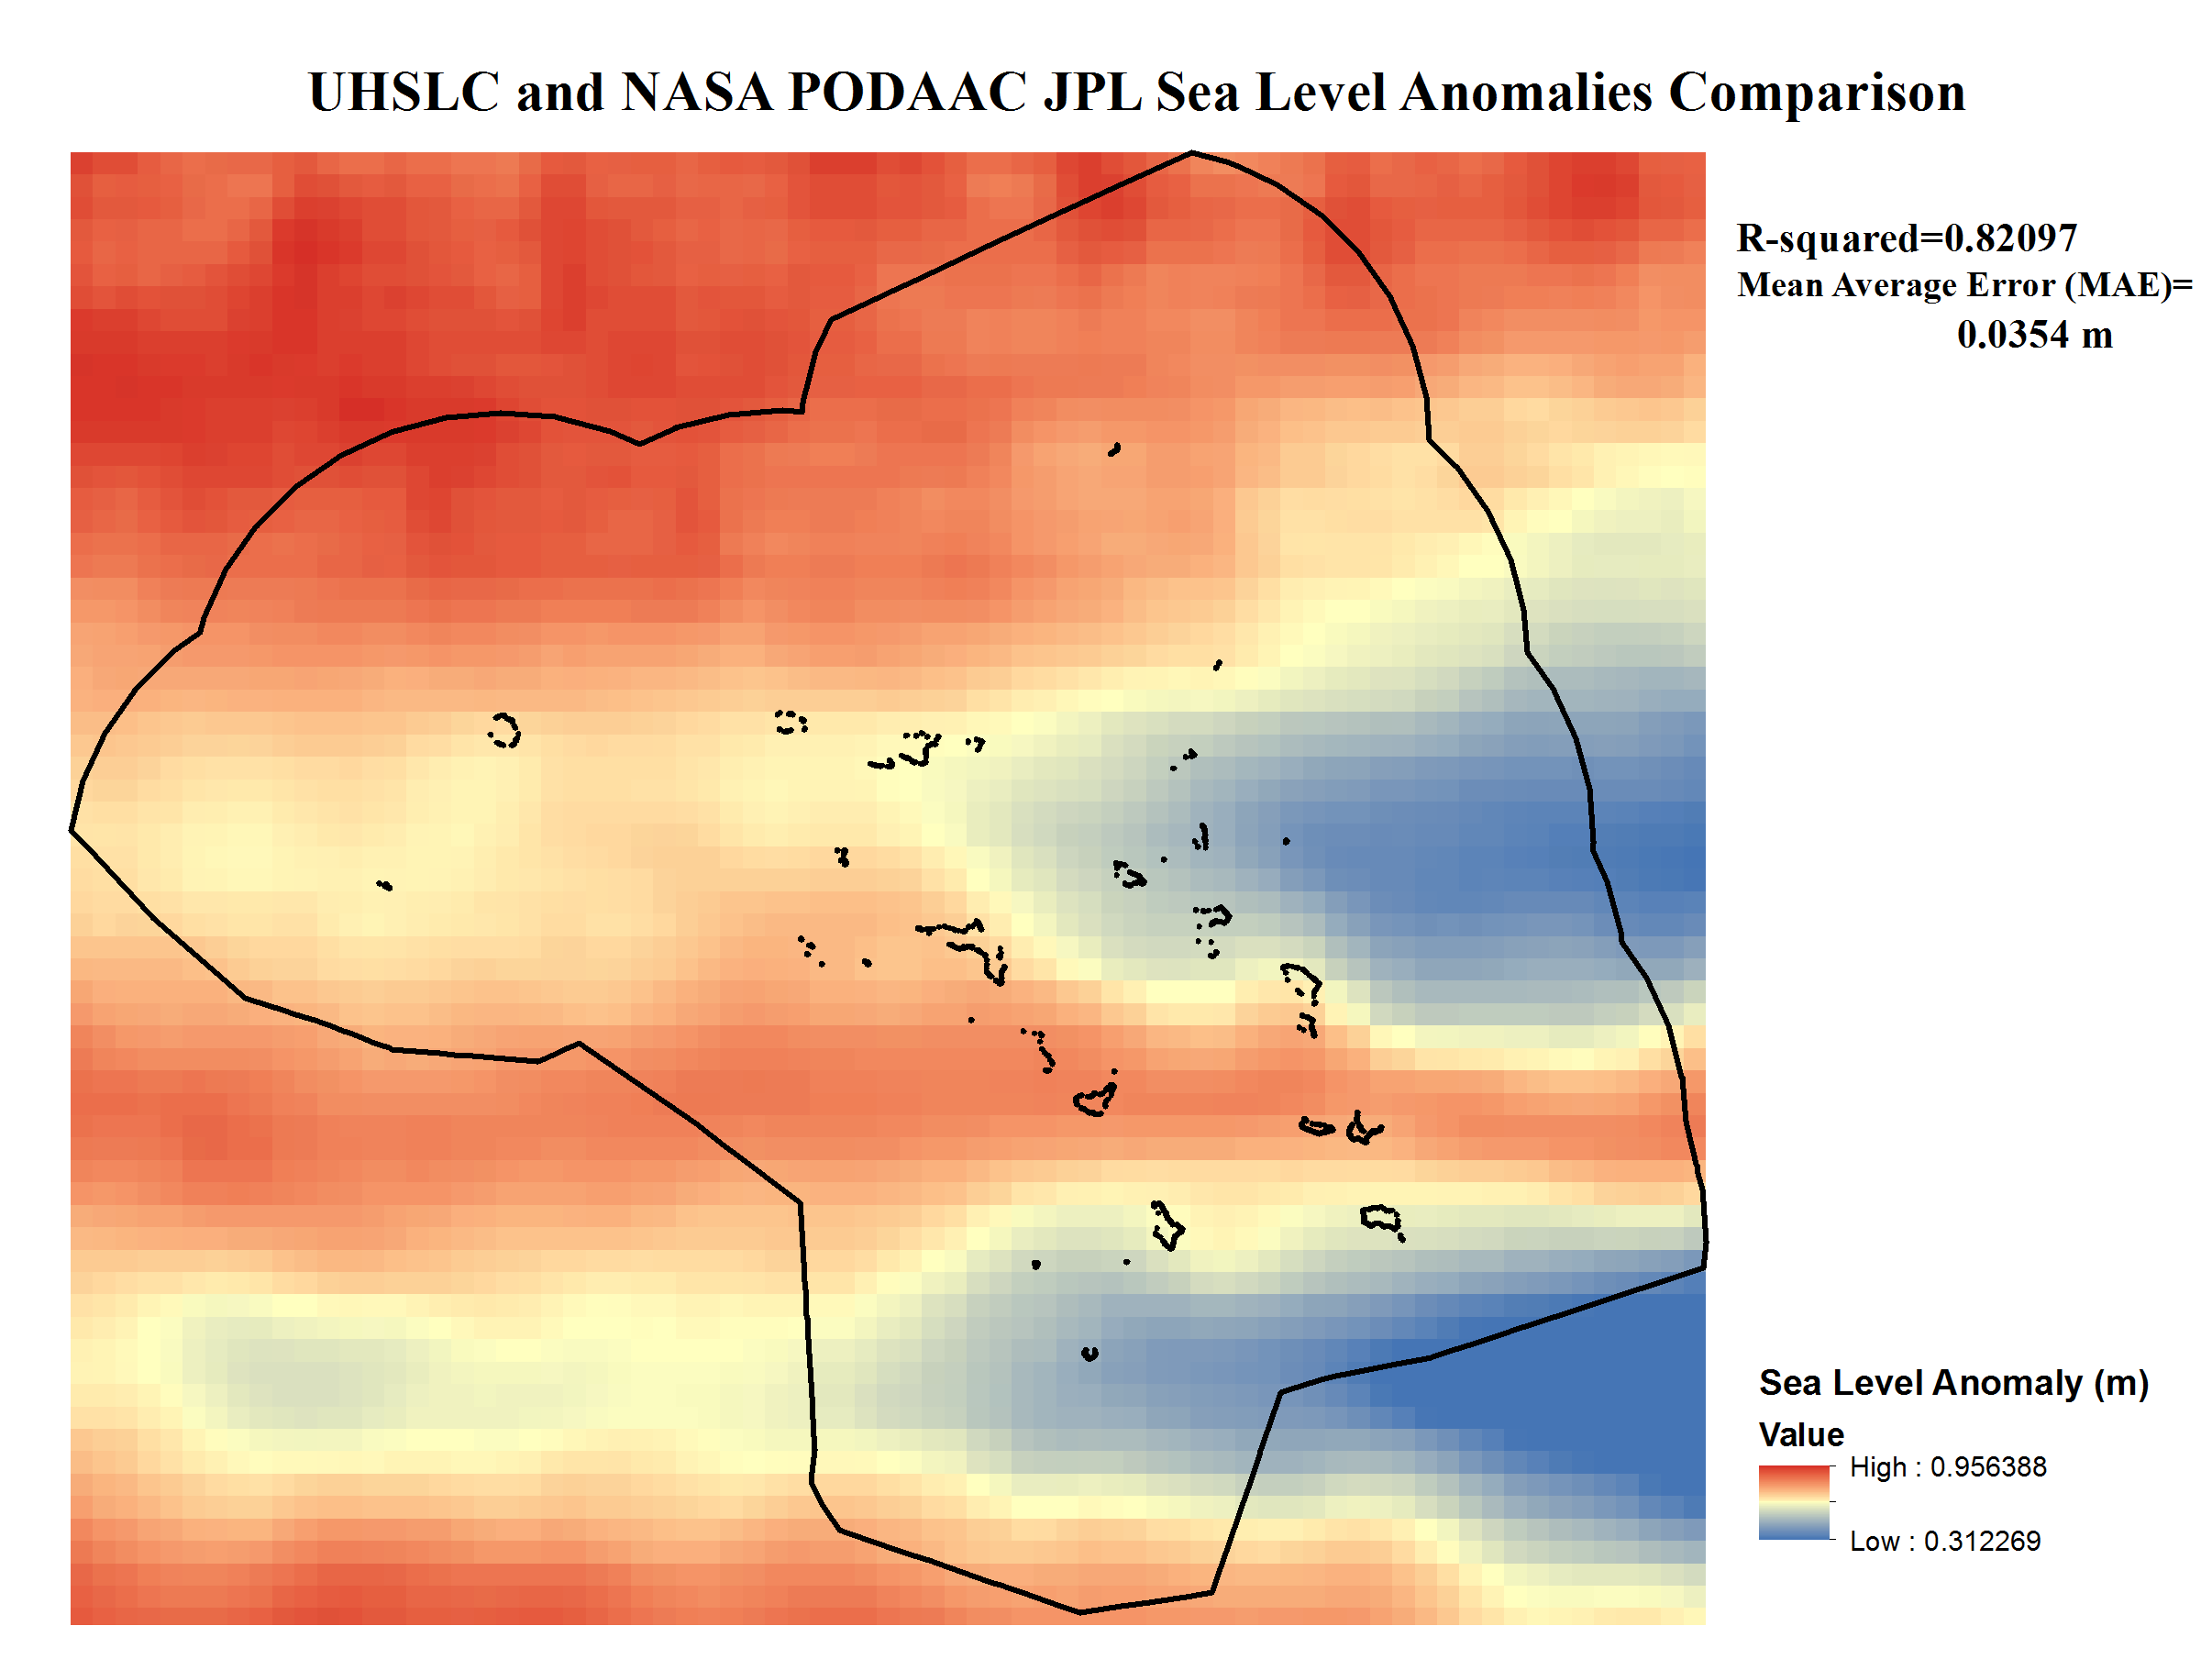 UHSLC and NASA PODAAC JPL Sea Level Anomalies Comparison
R-squared=0.82097
Mean Average Error (MAE)=
0.0354 m
Sea Level Anomaly (m)
Value
High : 0.956388
Low : 0.312269